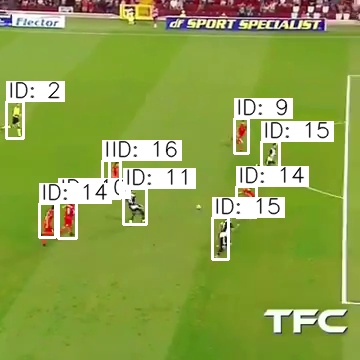 Flector
df SPORT SPECIALIST.
ID: 2
ID: 9
ID: 15
ID: 16
ID: 11
ID: 14
ID: 14
ID: 15
TFC